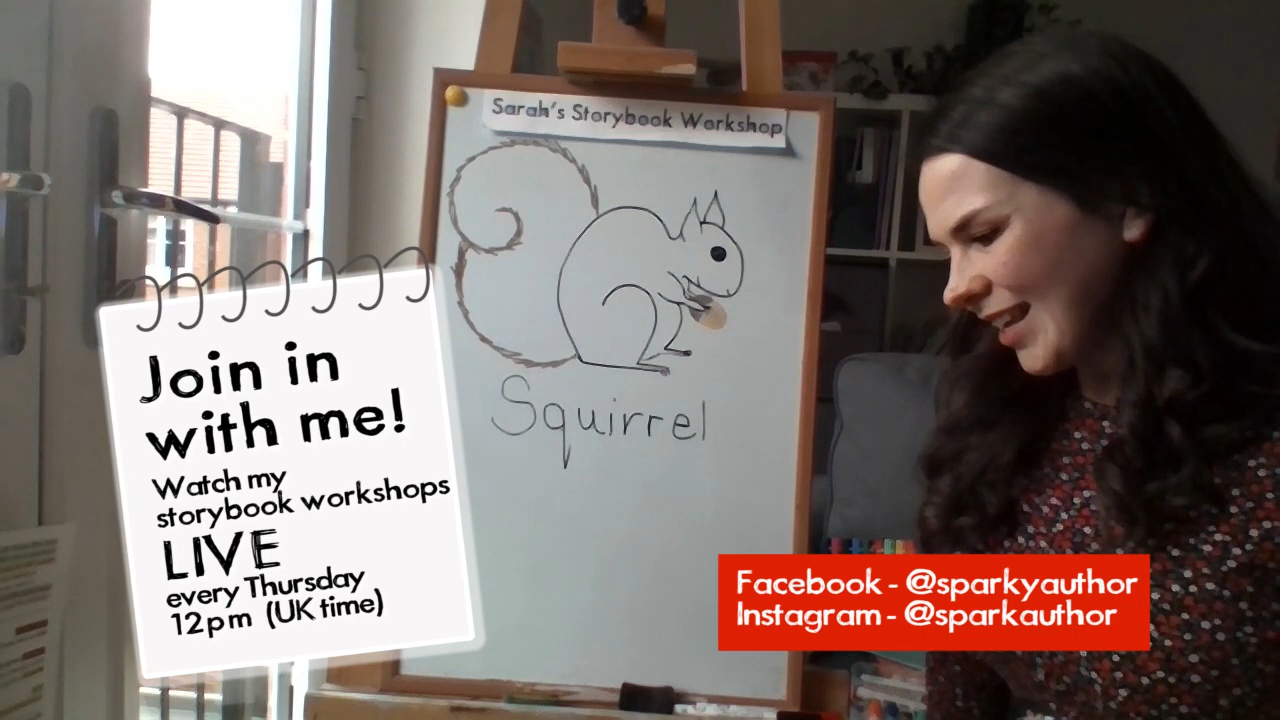 Sarah's Storybook Workshop
Squirrel
Join in
with me!
Watch my
storybook workshops
LIVE
every Thursday
12pm (UK time)
Facebook - @sparkyauthor
Instagram - @sparkauthor